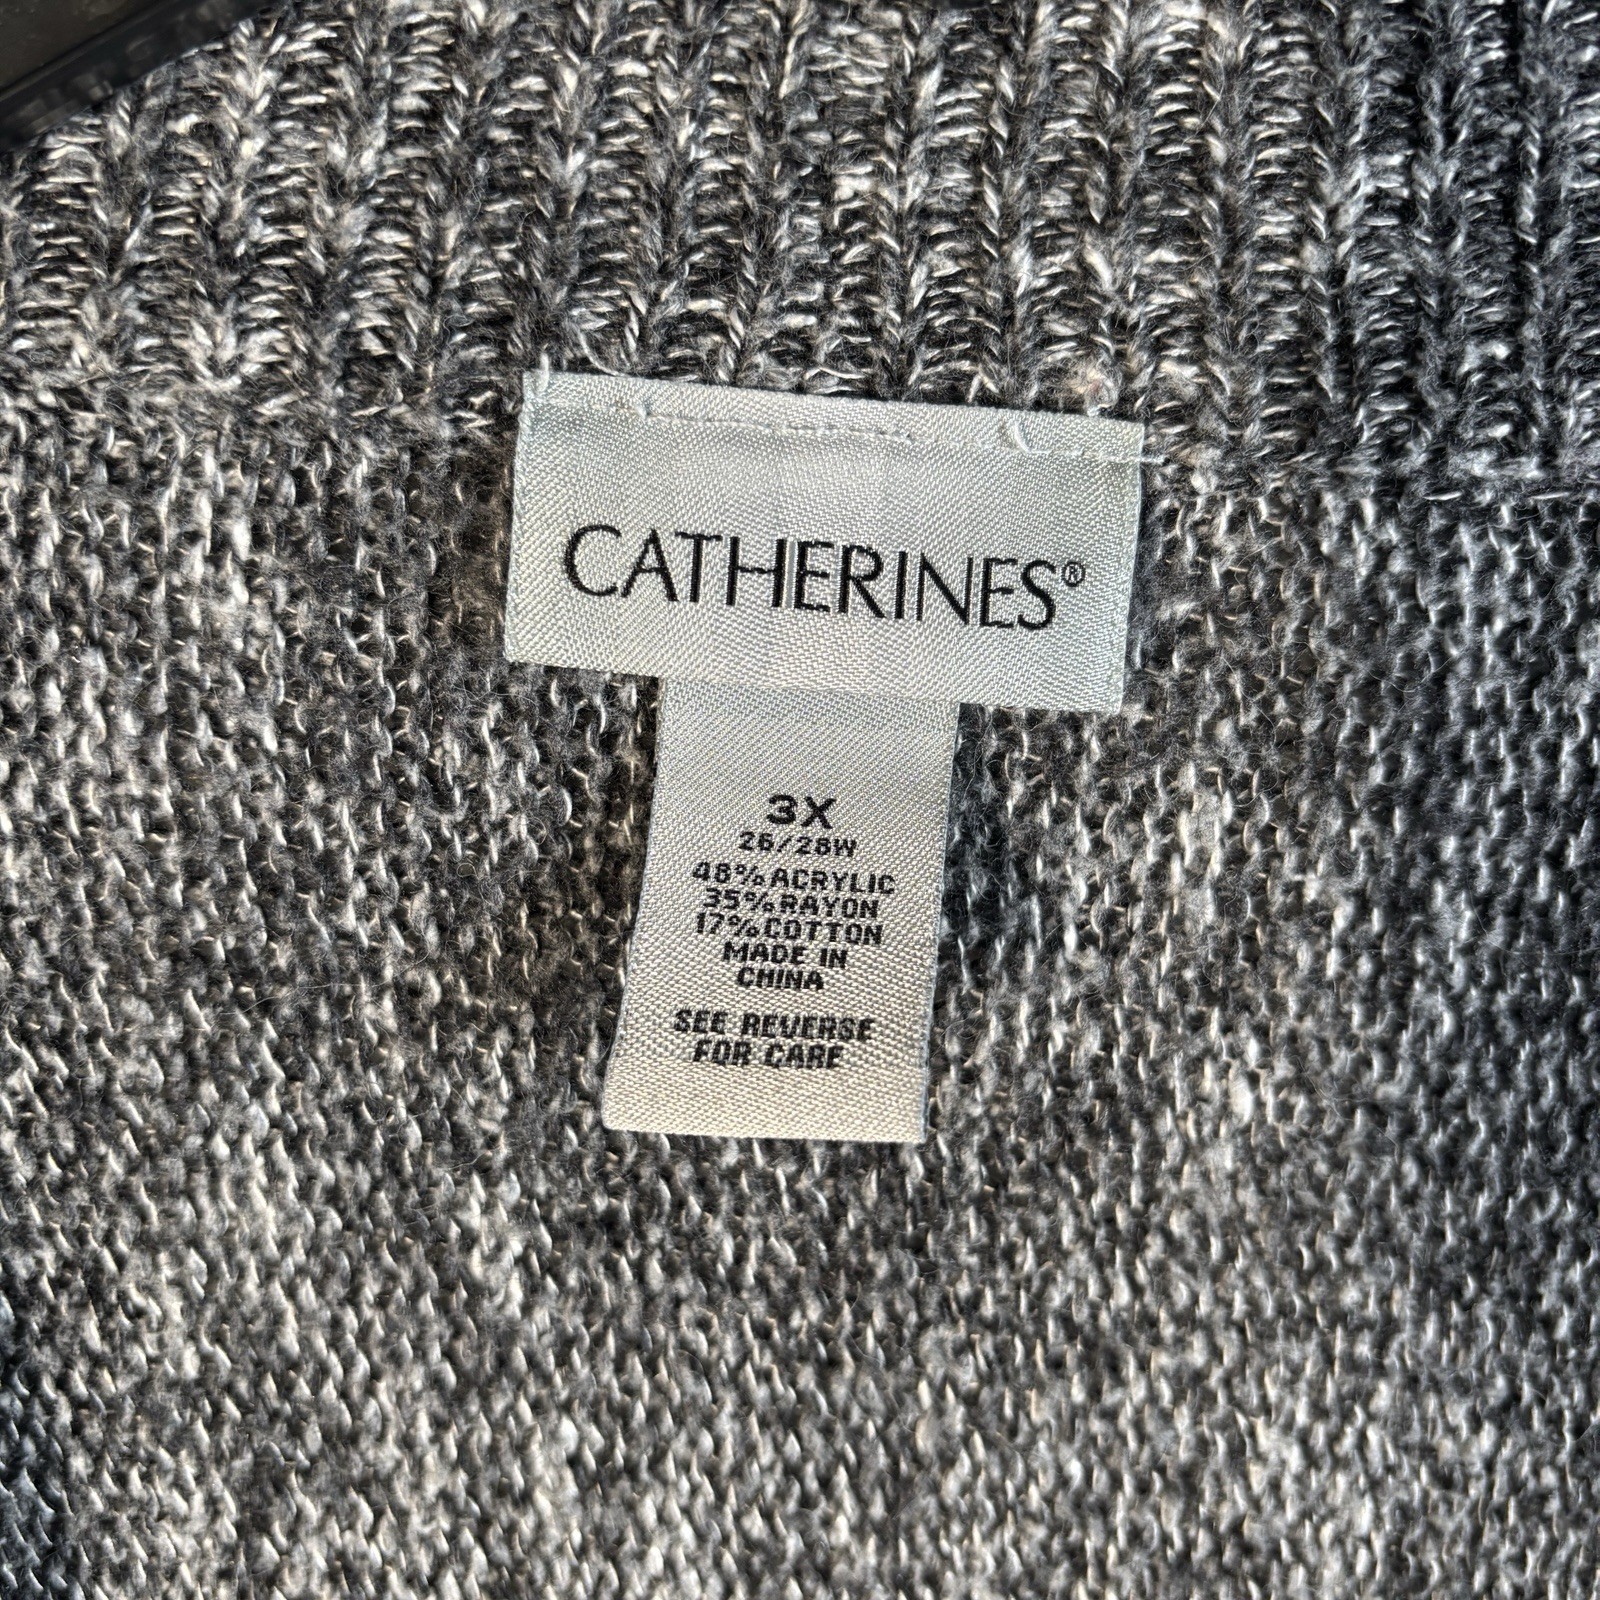 CATHERINES®
3X
26/28W
48% ACRYLIC
35% RAYON
17% COTTON
MADE IN
CHINA
SEE REVERSE
FOR CARE